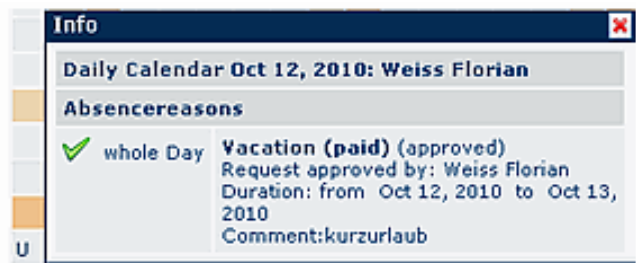 Info
Daily Calendar Oct 12, 2010: Weiss Florian
Absencereasons
whole Day
Vacation (paid) (approved)
Request approved by: Weiss Florian
Duration: from Oct 12, 2010 to Oct 13,
2010
Comment:kurzurlaub
U